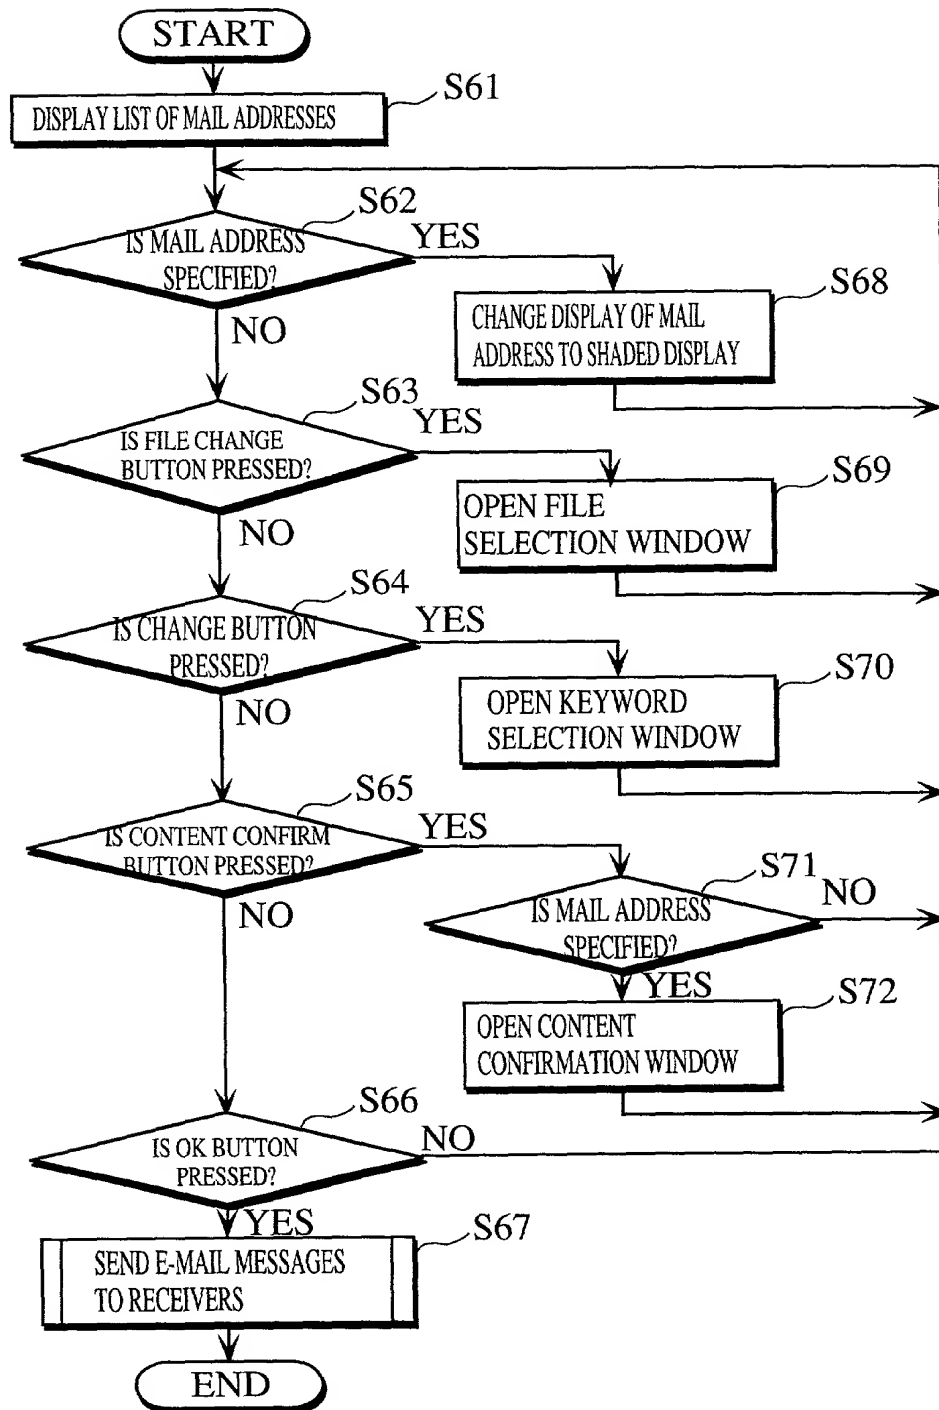 START
S61
DISPLAY LIST OF MAIL ADDRESSES
S62
IS MAIL ADDRESS
SPECIFIED?
YES
NO
S68
CHANGE DISPLAY OF MAIL
ADDRESS TO SHADED DISPLAY
S63
IS FILE CHANGE
BUTTON PRESSED?
YES
NO
S69
OPEN FILE
SELECTION WINDOW
S64
IS CHANGE BUTTON
PRESSED?
YES
NO
S70
OPEN KEYWORD
SELECTION WINDOW
S65
IS CONTENT CONFIRM
BUTTON PRESSED?
YES
NO
S71
IS MAIL ADDRESS
SPECIFIED?
NO
YES
S72
OPEN CONTENT
CONFIRMATION WINDOW
S66
IS OK BUTTON
PRESSED?
NO
YES
S67
SEND E-MAIL MESSAGES
TO RECEIVERS
END